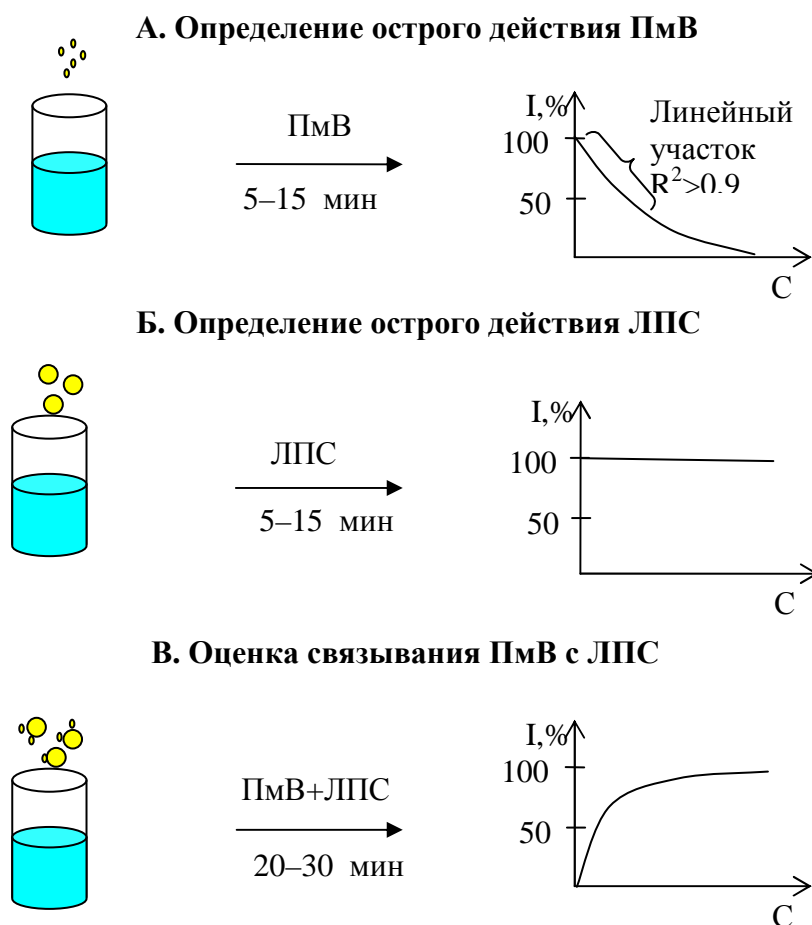 А. Определение острого действия ПмВ
ПмВ
5–15 мин
I,%
100
50
Линейный
участок
R²>0.9
С
Б. Определение острого действия ЛПС
ЛПС
5–15 мин
I,%
100
50
С
В. Оценка связывания ПмВ с ЛПС
ПмВ+ЛПС
20–30 мин
I,%
100
50
С